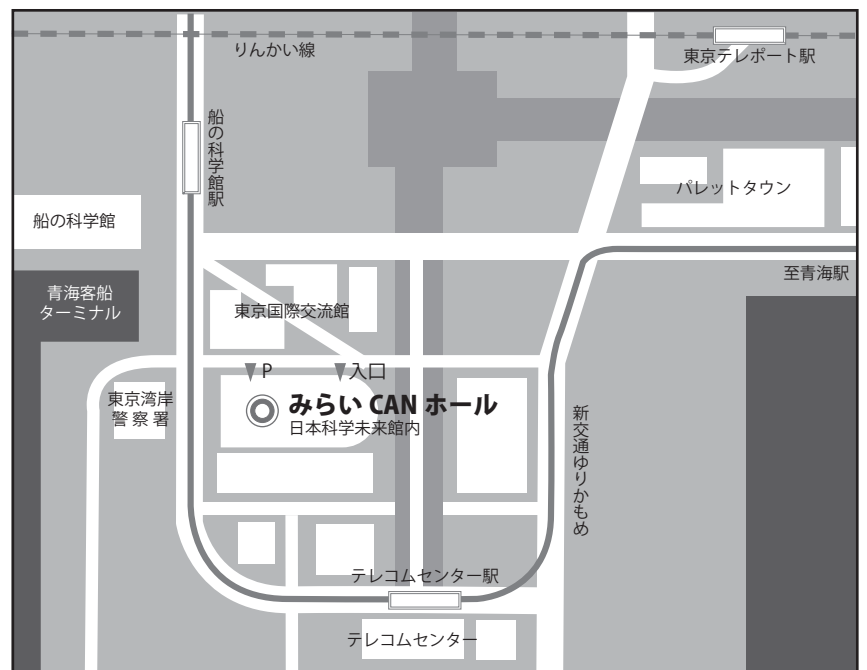 りんかい線
東京テレポート駅
船の科学館駅
パレットタウン
船の科学館
至青海駅
青海客船
ターミナル
東京国際交流館
P
入口
東京湾岸
警察署
みらい CAN ホール
日本科学未来館内
新交通ゆりかもめ
テレコムセンター駅
テレコムセンター